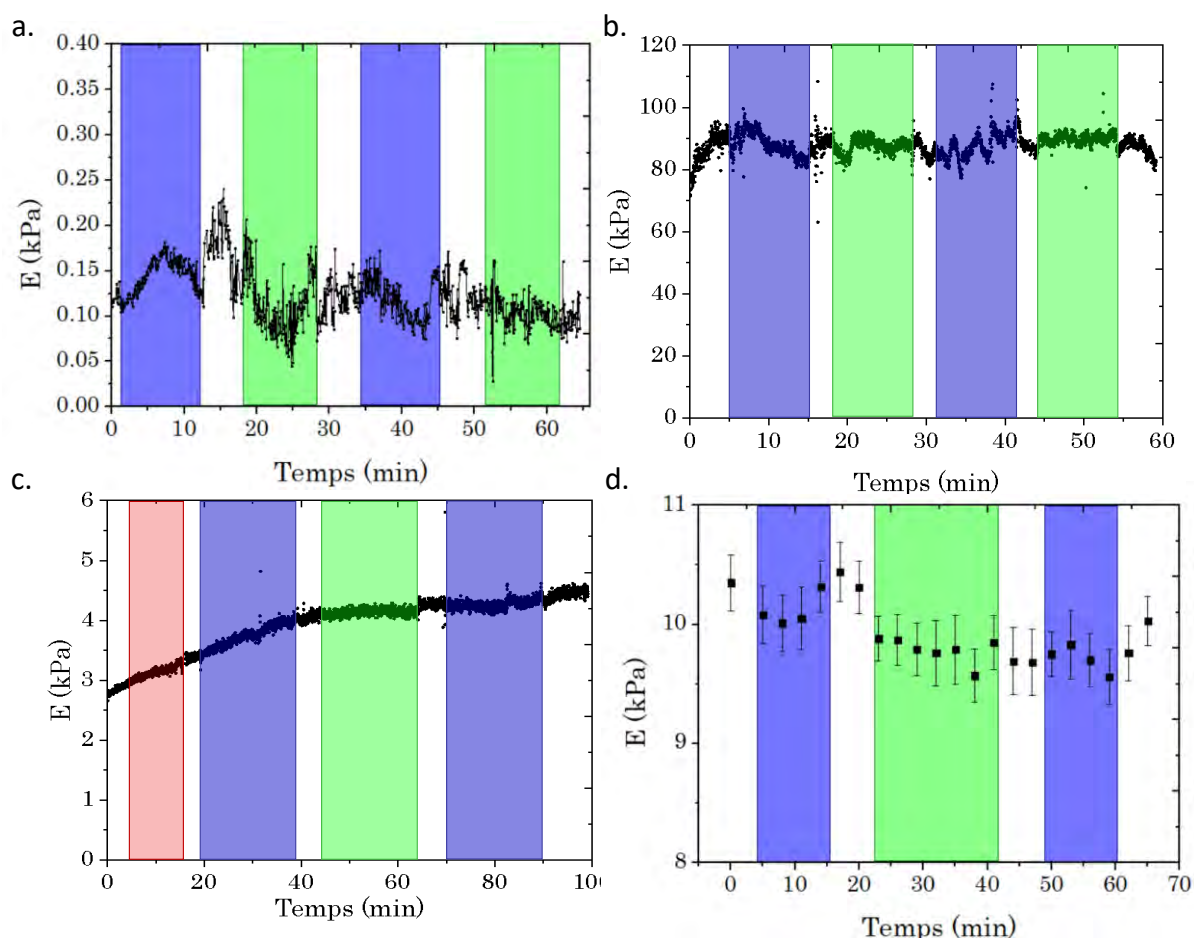 a.
0.40
0.35
0.30
0.25
0.20
0.15
0.10
0.05
0.00
E (kPa)
0 10 20 30 40 50 60
Temps (min)
b.
120
100
80
60
40
20
0
E (kPa)
0 10 20 30 40 50 60
Temps (min)
c.
6
5
4
3
2
1
0
E (kPa)
0 20 40 60 80 100
Temps (min)
d.
11
10
9
8
E (kPa)
0 10 20 30 40 50 60 70
Temps (min)